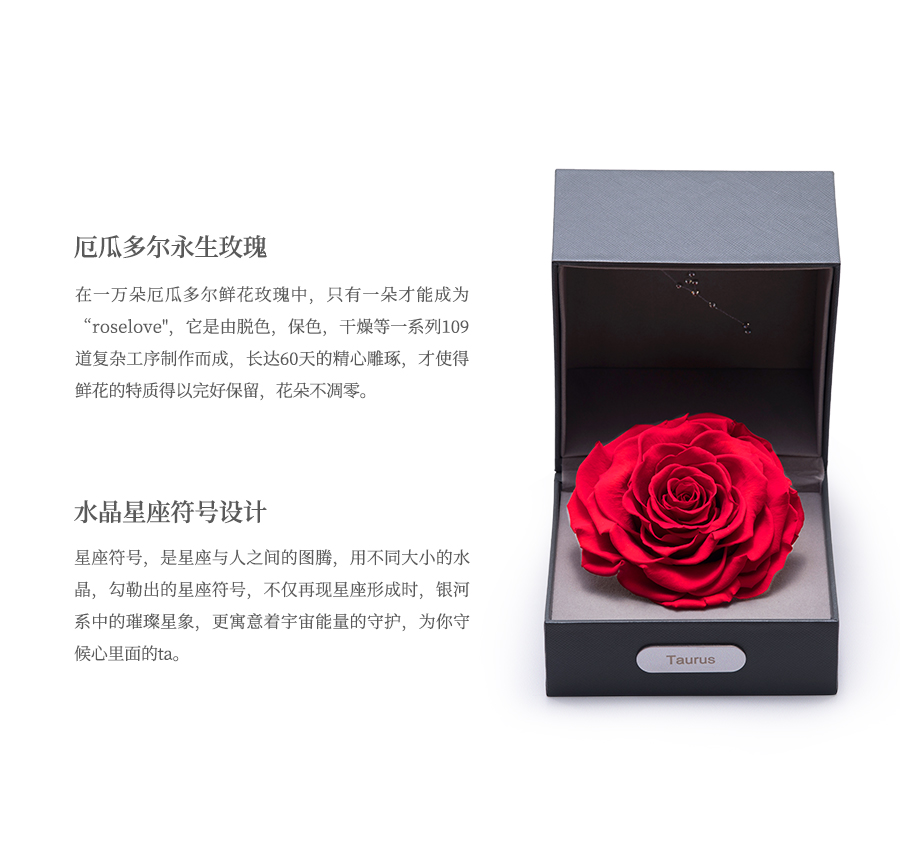 厄瓜多尔永生玫瑰
在一万朵厄瓜多尔鲜花玫瑰中，只有一朵才能成为
“roselove"，它是由脱色，保色，干燥等一系列109
道复杂工序制作而成，长达60天的精心雕琢，才使得
鲜花的特质得以完好保留，花朵不凋零。
水晶星座符号设计
星座符号，是星座与人之间的图腾，用不同大小的水
晶，勾勒出的星座符号，不仅再现星座形成时，银河
系中的璀璨星象，更寓意着宇宙能量的守护，为你守
候心里面的ta。
Taurus